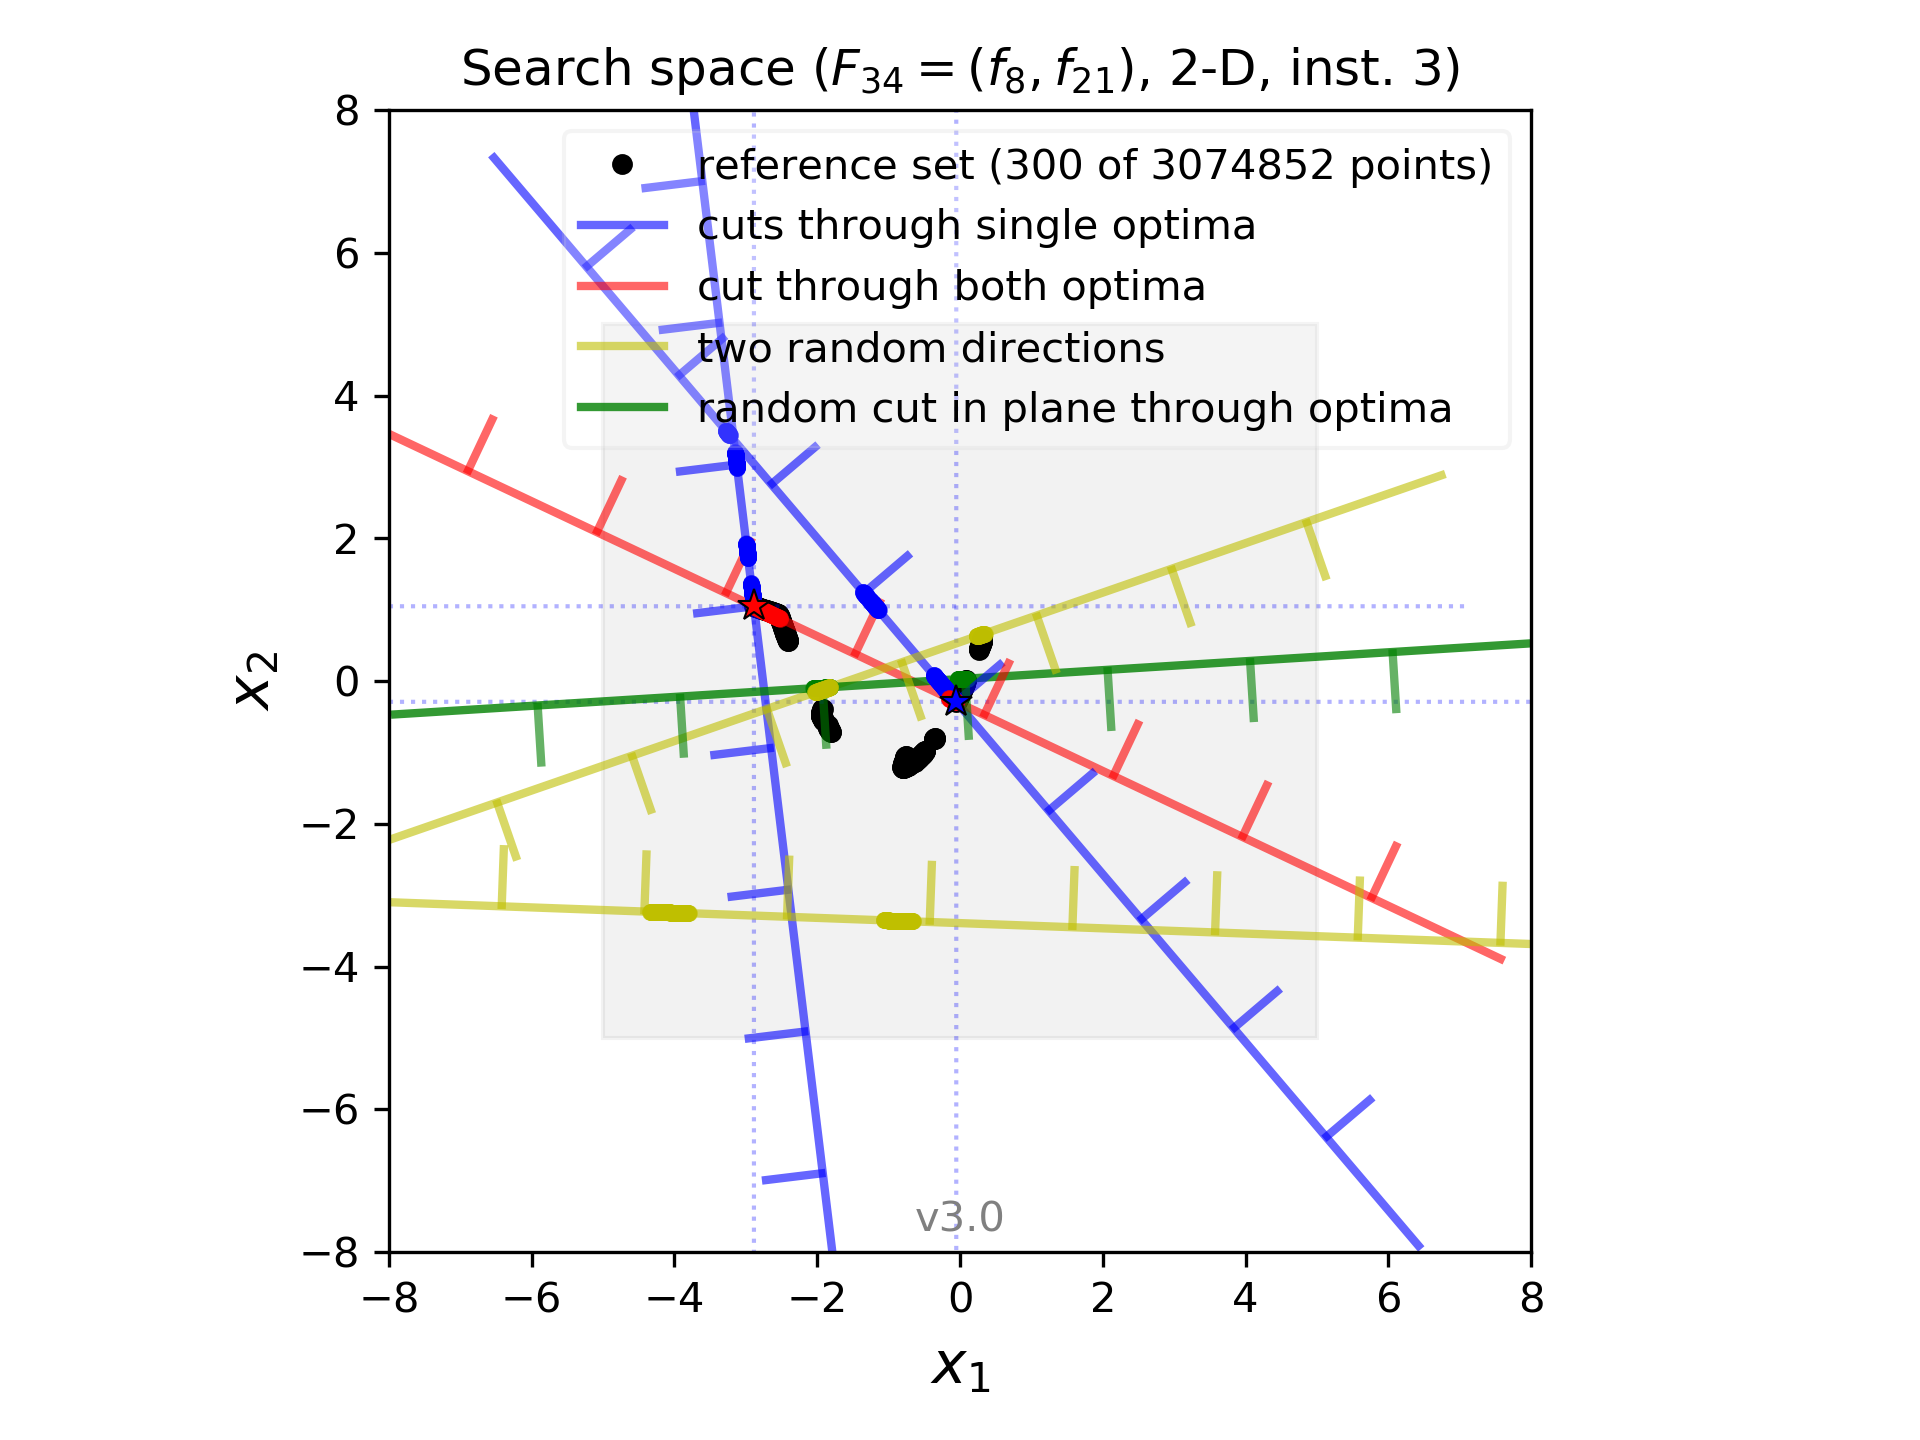 Search space (F34 = (f8, f21), 2-D, inst. 3)
reference set (300 of 3074852 points)
cuts through single optima
cut through both optima
two random directions
random cut in plane through optima
8
6
4
2
0
−2
−4
−6
−8
x2
v3.0
−8 −6 −4 −2 0 2 4 6 8
x1